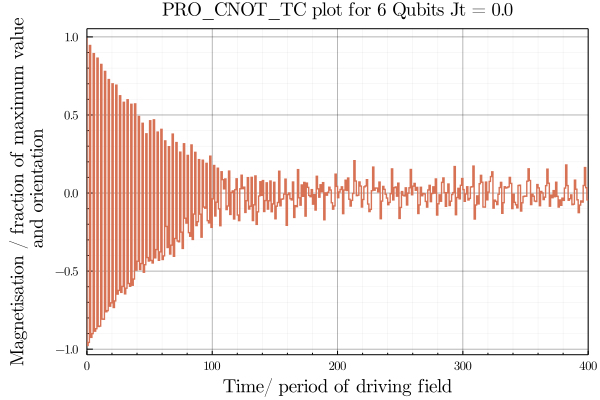 PRO_CNOT_TC plot for 6 Qubits Jt = 0.0
Magnetisation / fraction of maximum value
and orientation
1.0
0.5
0.0
−0.5
−1.0
0
100
200
300
400
Time/ period of driving field